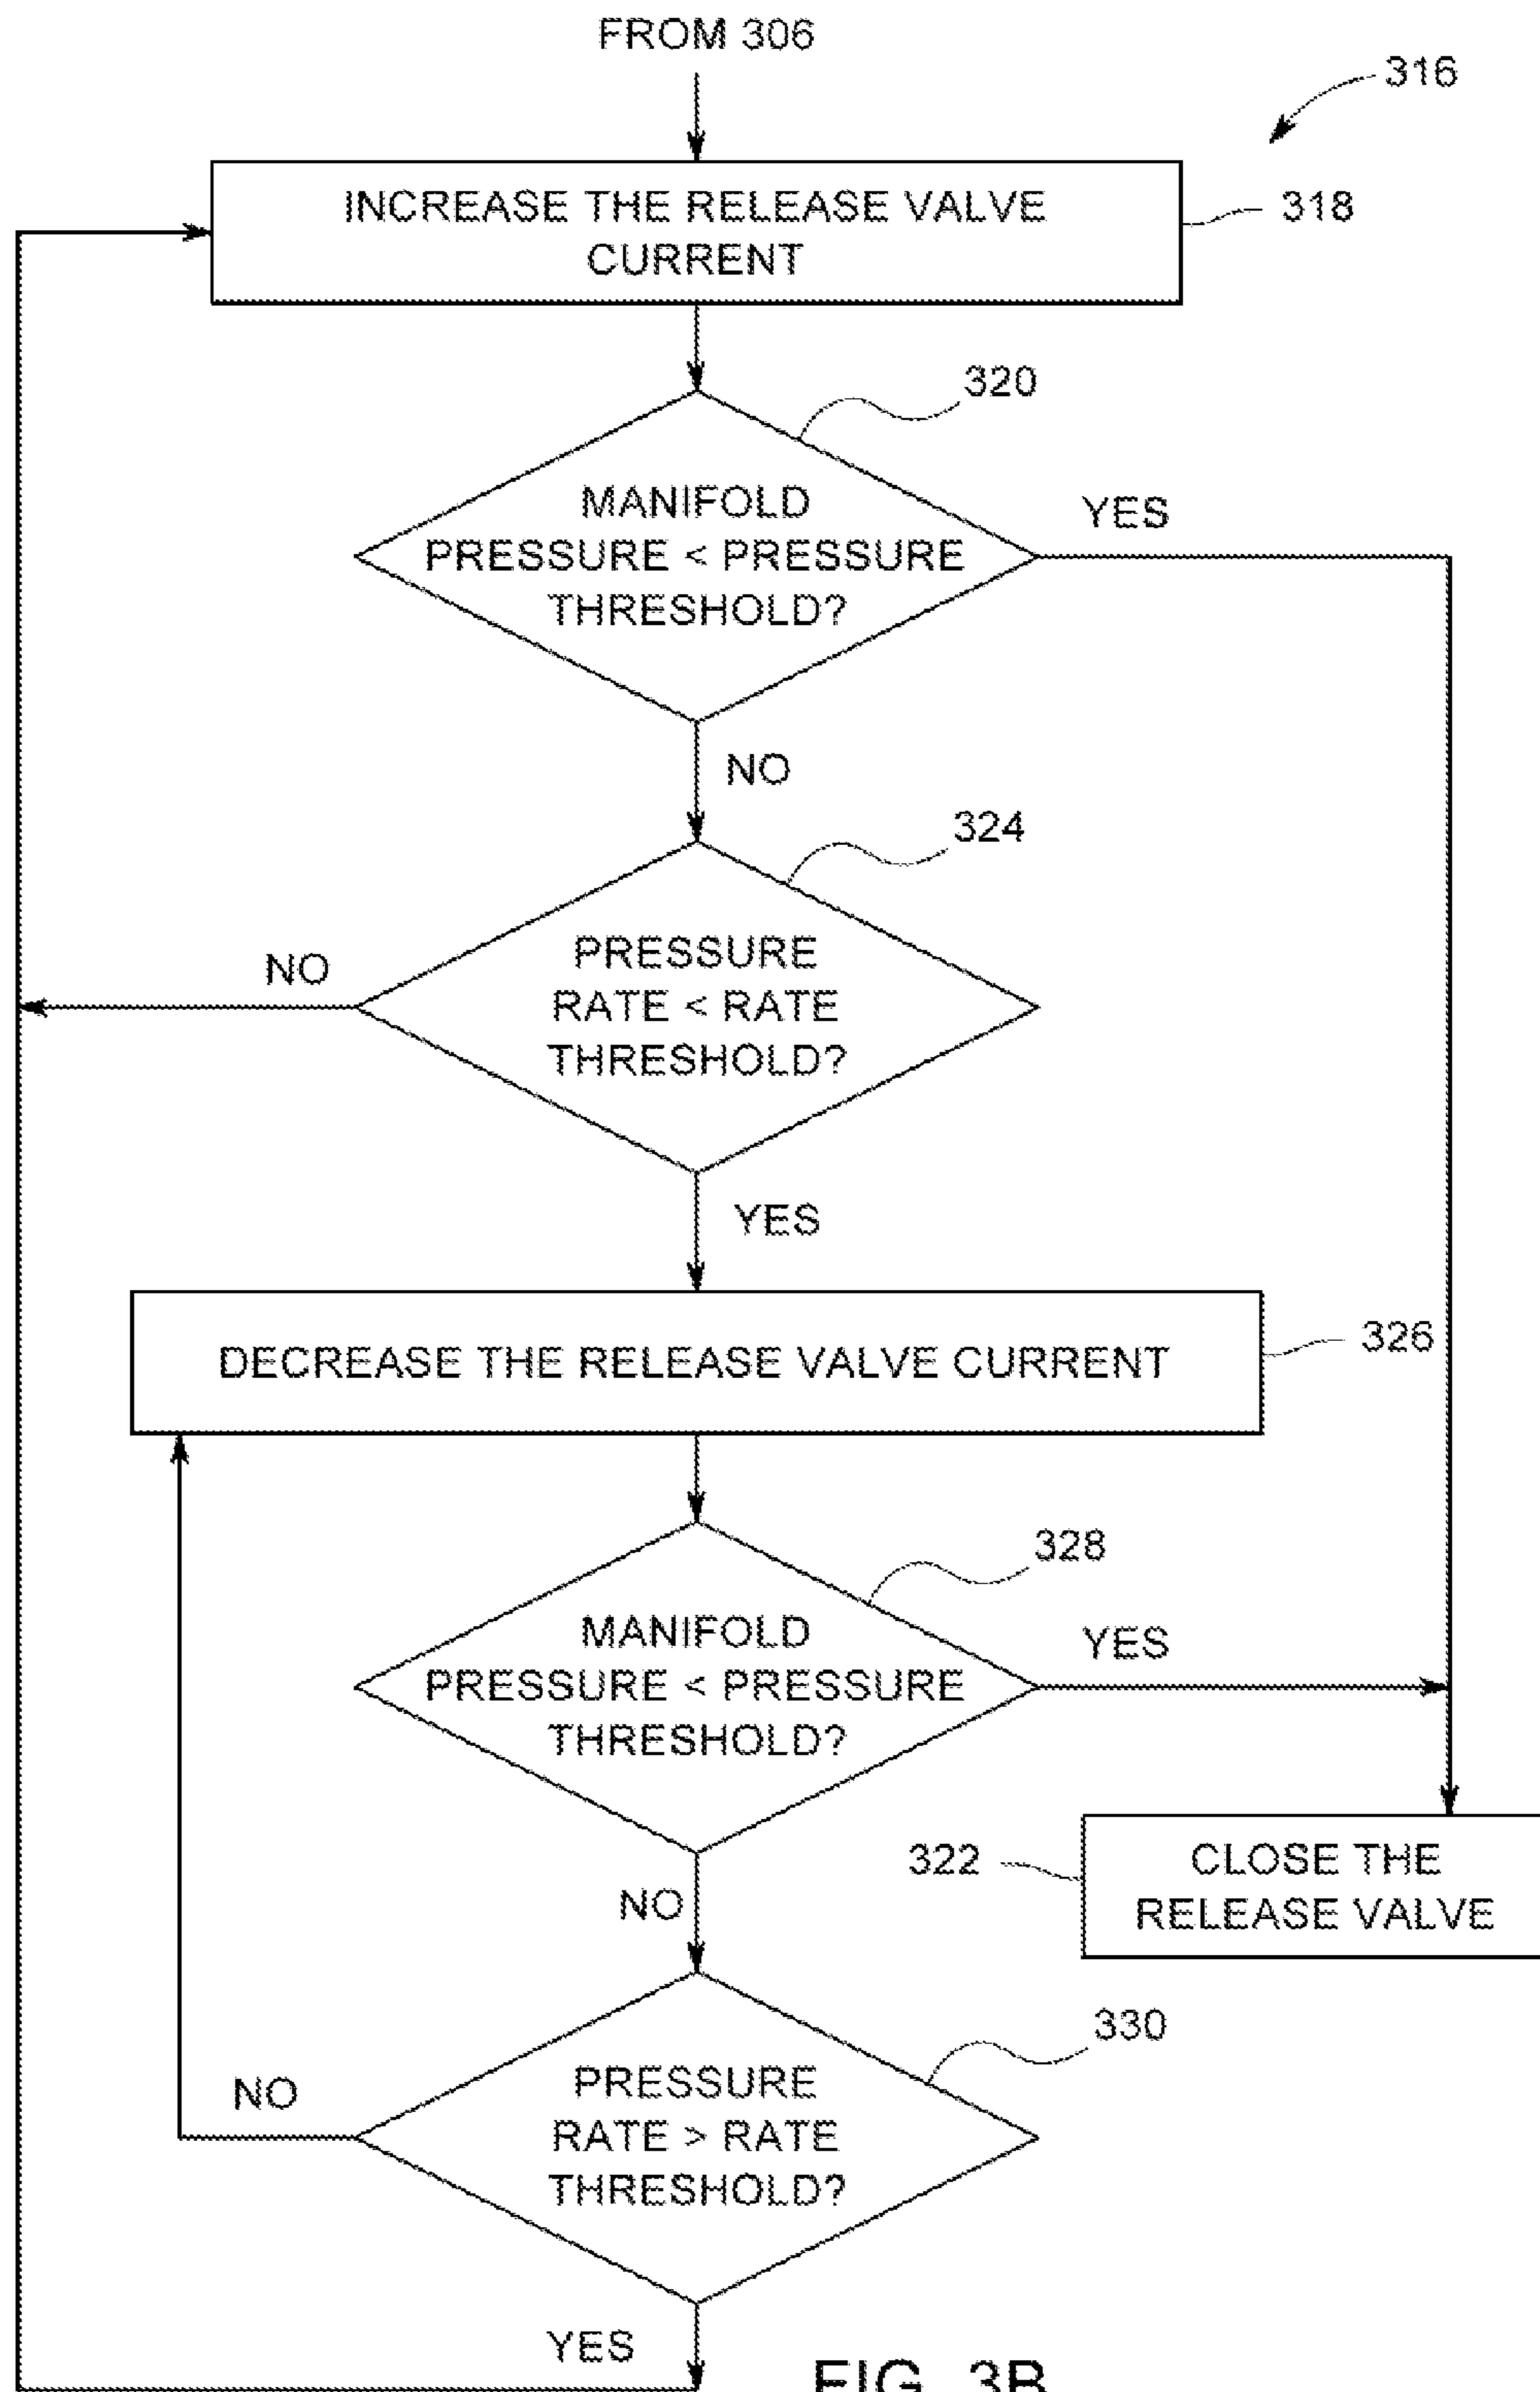 FROM 306
316
INCREASE THE RELEASE VALVE
CURRENT
318
320
MANIFOLD
PRESSURE < PRESSURE
THRESHOLD?
YES
NO
324
PRESSURE
RATE < RATE
THRESHOLD?
NO
YES
DECREASE THE RELEASE VALVE CURRENT
326
328
MANIFOLD
PRESSURE < PRESSURE
THRESHOLD?
YES
322
CLOSE THE
RELEASE VALVE
NO
330
PRESSURE
RATE > RATE
THRESHOLD?
NO
YES
FIG. 3B